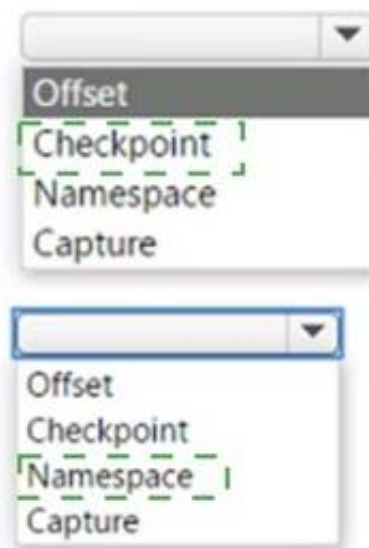 Offset
Checkpoint
Namespace
Capture
Offset
Checkpoint
Namespace
Capture